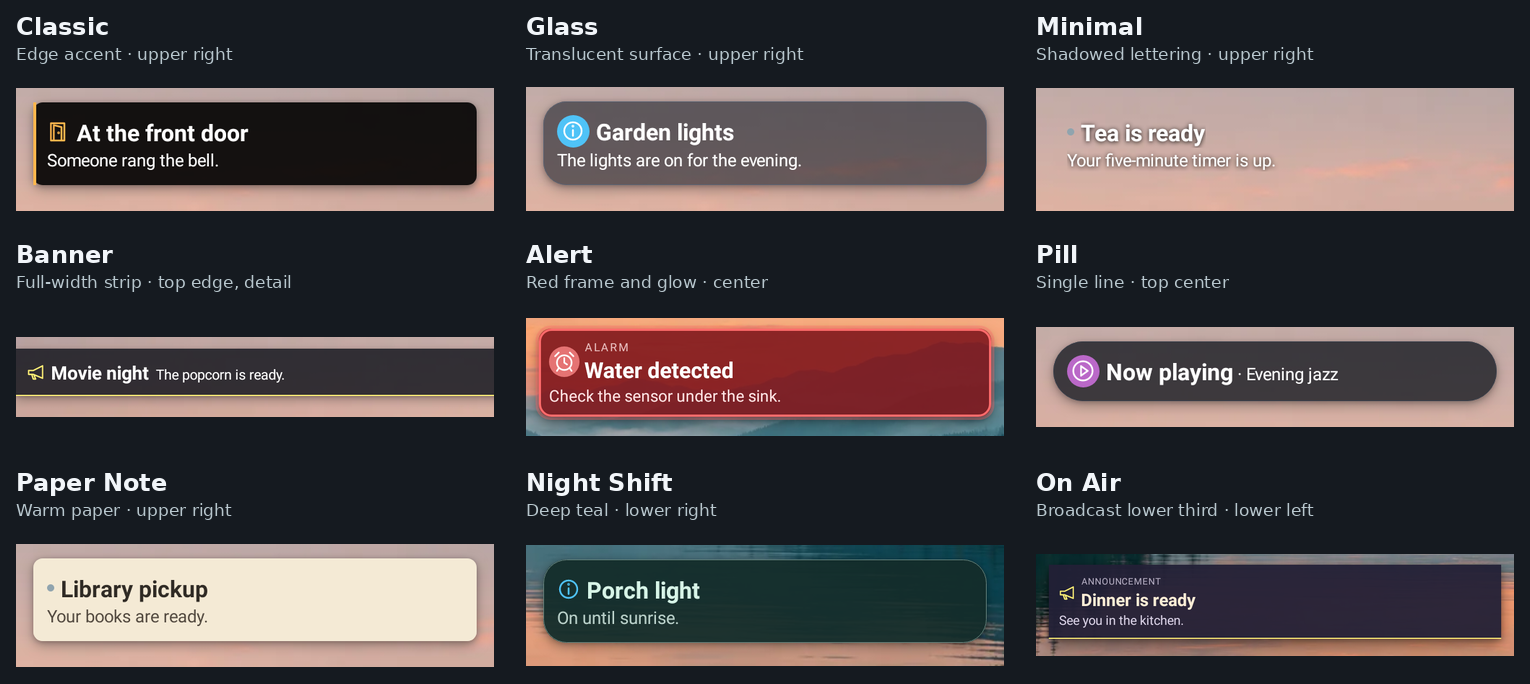 Classic
Edge accent · upper right
At the front door
Someone rang the bell.
Glass
Translucent surface · upper right
Garden lights
The lights are on for the evening.
Minimal
Shadowed lettering · upper right
Tea is ready
Your five-minute timer is up.
Banner
Full-width strip · top edge, detail
Movie night The popcorn is ready.
Alert
Red frame and glow · center
ALARM
Water detected
Check the sensor under the sink.
Pill
Single line · top center
Now playing · Evening jazz
Paper Note
Warm paper · upper right
Library pickup
Your books are ready.
Night Shift
Deep teal · lower right
Porch light
On until sunrise.
On Air
Broadcast lower third · lower left
ANNOUNCEMENT
Dinner is ready
See you in the kitchen.